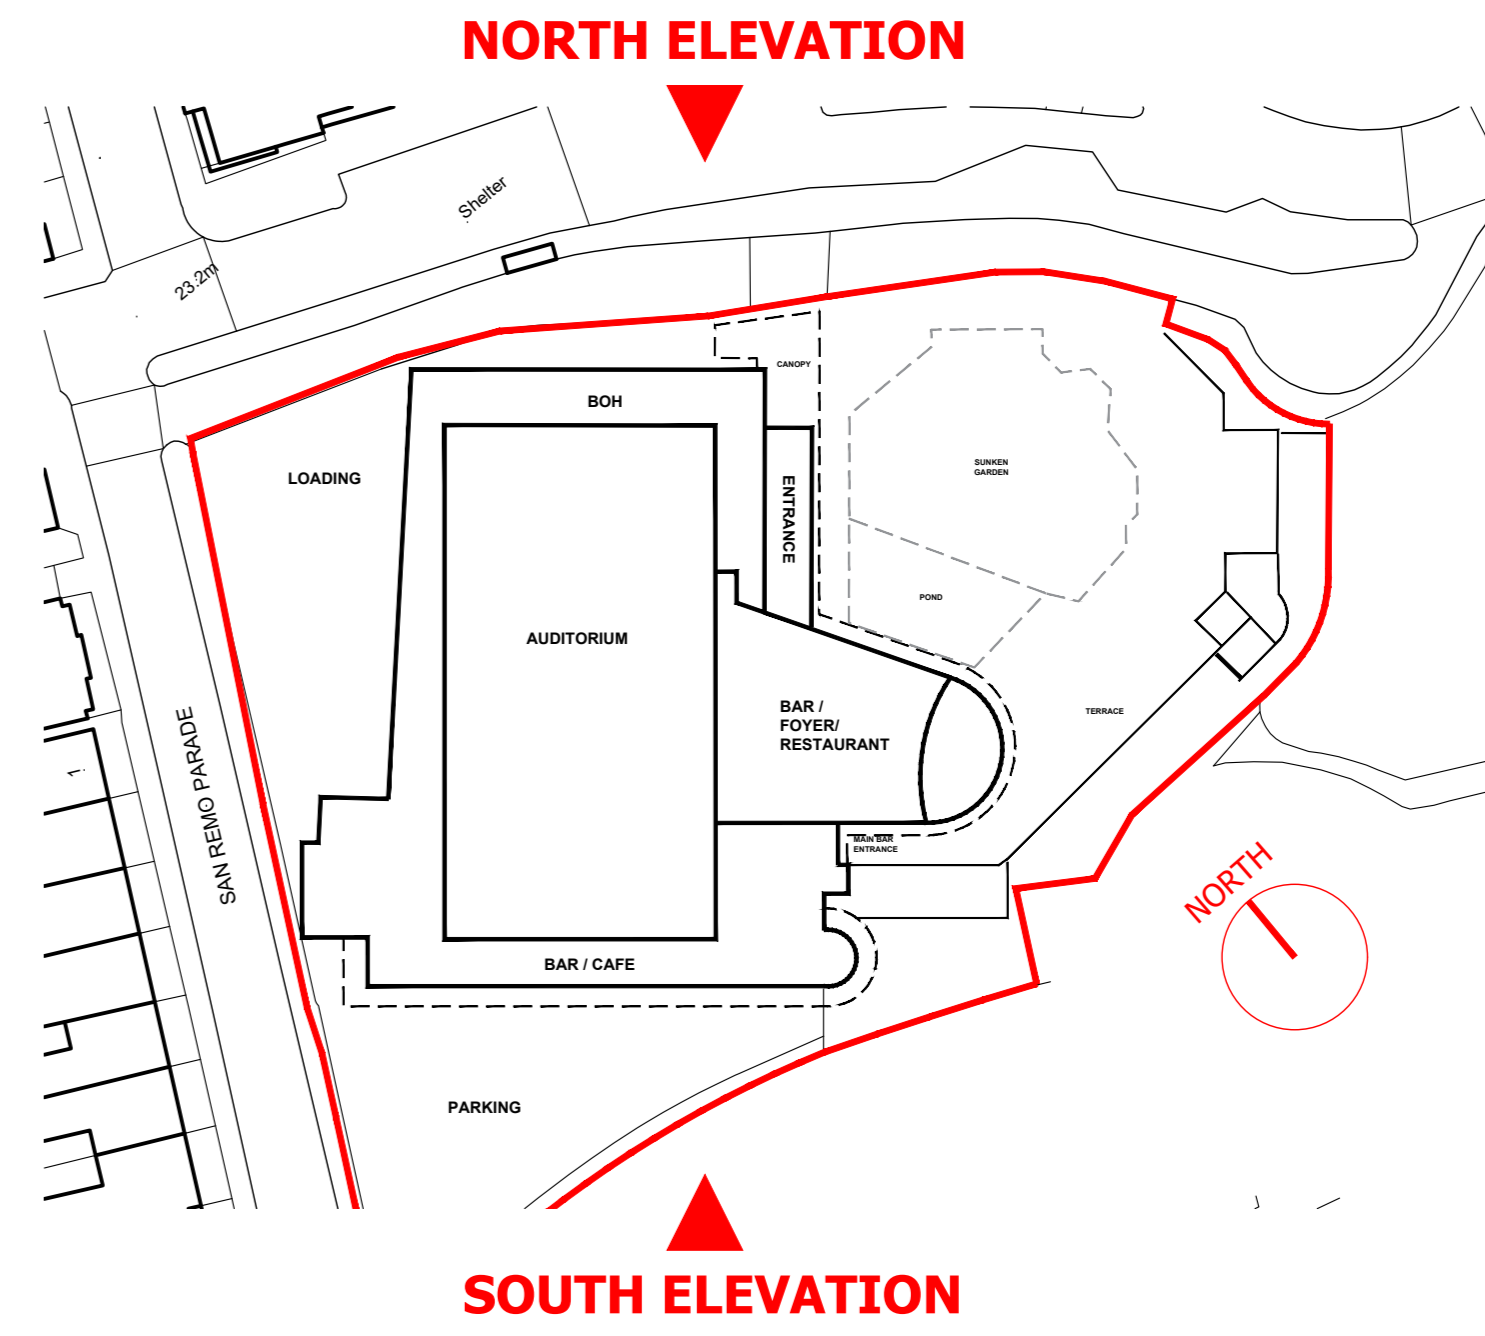 NORTH ELEVATION
Shelter
23.2m
CANOPY
BOH
LOADING
SUNKEN
GARDEN
ENTRANCE
POND
AUDITORIUM
BAR /
FOYER/
RESTAURANT
TERRACE
1
SAN REMO PARADE
MAIN BAR
ENTRANCE
NORTH
BAR / CAFE
PARKING
SOUTH ELEVATION